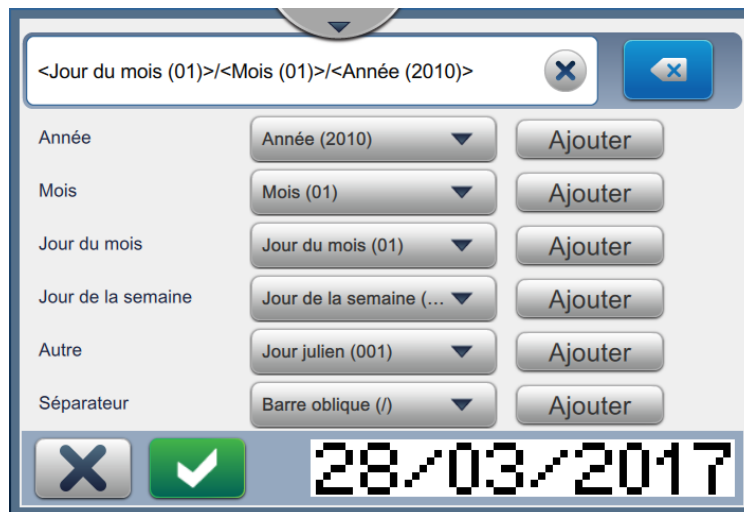 <Jour du mois (01)>/<Mois (01)>/<Année (2010)>
Année Année (2010) Ajouter
Mois Mois (01) Ajouter
Jour du mois Jour du mois (01) Ajouter
Jour de la semaine Jour de la semaine (... Ajouter
Autre Jour julien (001) Ajouter
Séparateur Barre oblique (/) Ajouter
28/03/2017